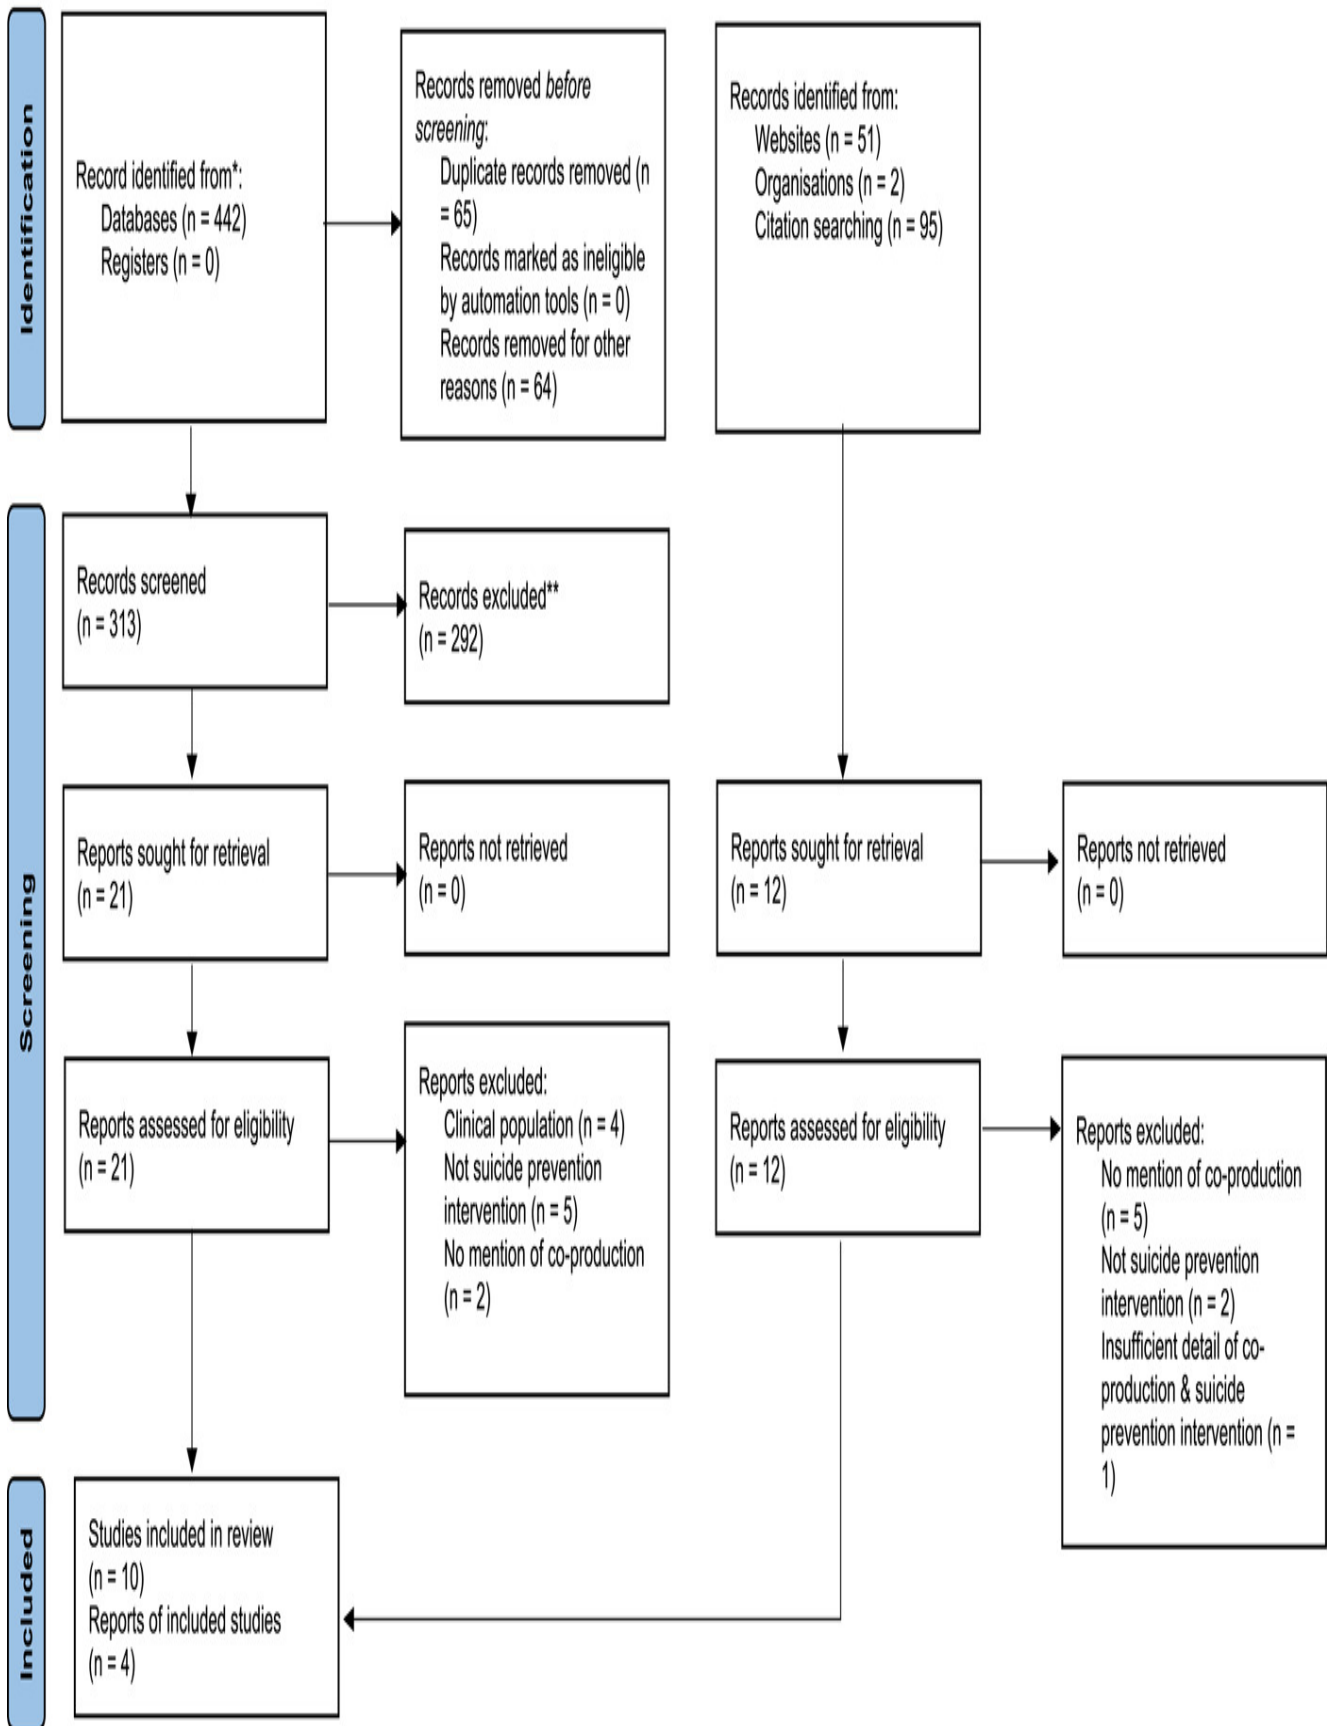 Identification
Record identified from*:
Databases (n = 442)
Registers (n = 0)
Records removed before
screening:
Duplicate records removed (n
= 65)
Records marked as ineligible
by automation tools (n = 0)
Records removed for other
reasons (n = 64)
Records identified from:
Websites (n = 51)
Organisations (n = 2)
Citation searching (n = 95)
Screening
Records screened
(n = 313)
Records excluded**
(n = 292)
Reports sought for retrieval
(n = 21)
Reports not retrieved
(n = 0)
Reports sought for retrieval
(n = 12)
Reports not retrieved
(n = 0)
Reports assessed for eligibility
(n = 21)
Reports excluded:
Clinical population (n = 4)
Not suicide prevention
intervention (n = 5)
No mention of co-production
(n = 2)
Reports assessed for eligibility
(n = 12)
Reports excluded:
No mention of co-production
(n = 5)
Not suicide prevention
intervention (n = 2)
Insufficient detail of co-
production & suicide
prevention intervention (n =
1)
Included
Studies included in review
(n = 10)
Reports of included studies
(n = 4)